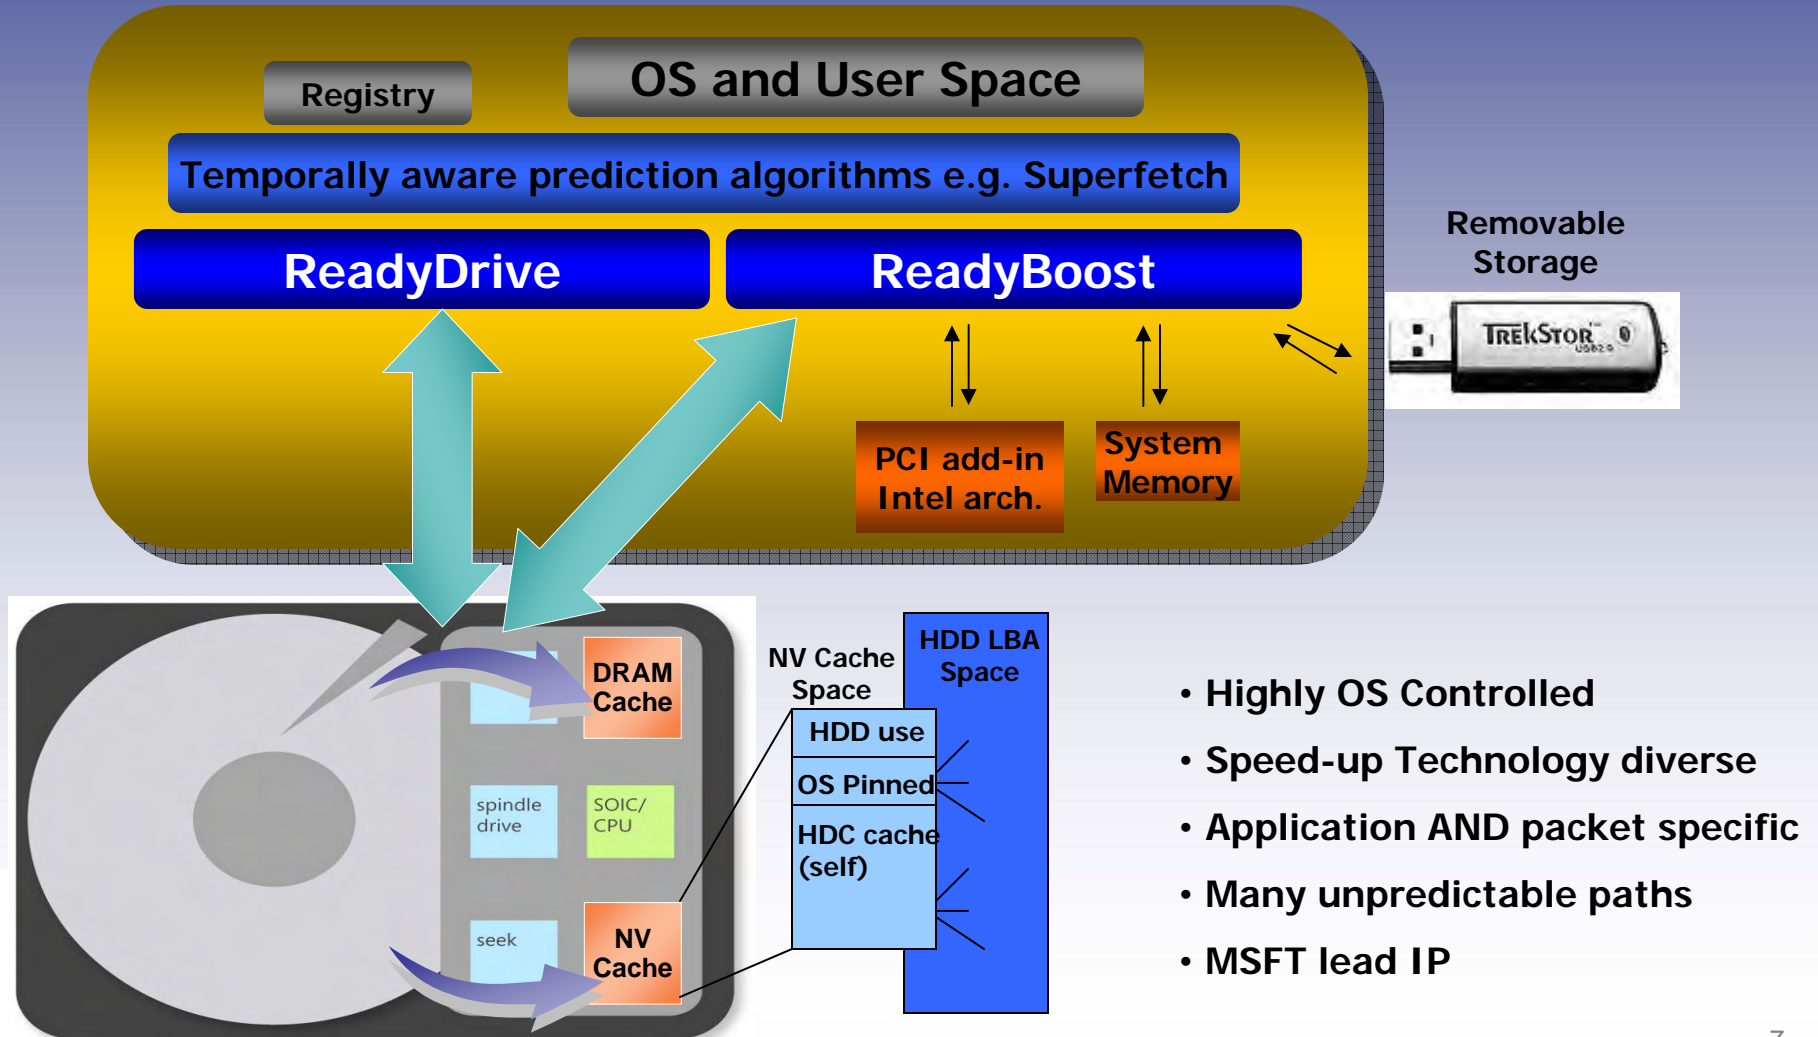 Registry
OS and User Space
Temporally aware prediction algorithms e.g. Superfetch
ReadyDrive
ReadyBoost
Removable
Storage
TREKSTOR
USB2.0
PCI add-in
Intel arch.
System
Memory
DRAM
Cache
spindle
drive
SOIC/
CPU
seek
NV
Cache
NV Cache
Space
HDD LBA
Space
HDD use
OS Pinned
HDC cache
(self)
• Highly OS Controlled
• Speed-up Technology diverse
• Application AND packet specific
• Many unpredictable paths
• MSFT lead IP